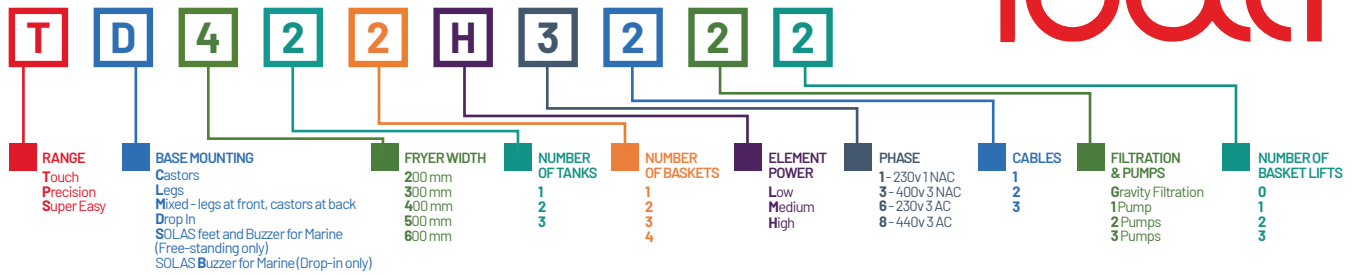 T D 4 2 2 H 3 2 2 2
RANGE
Touch
Precision
Super Easy
BASE MOUNTING
Castors
Legs
Mixed - legs at front, castors at back
Drop In
SOLAS feet and Buzzer for Marine
(Free-standing only)
SOLAS Buzzer for Marine (Drop-in only)
FRYER WIDTH
200 mm
300 mm
400 mm
500 mm
600 mm
NUMBER
OF TANKS
1
2
3
NUMBER
OF BASKETS
1
2
3
4
ELEMENT
POWER
Low
Medium
High
PHASE
1 - 230v 1 NAC
3 - 400v 3 NAC
6 - 230v 3 AC
8 - 440v 3 AC
CABLES
1
2
3
FILTRATION
& PUMPS
Gravity Filtration
1 Pump
2 Pumps
3 Pumps
NUMBER OF
BASKET LIFTS
0
1
2
3